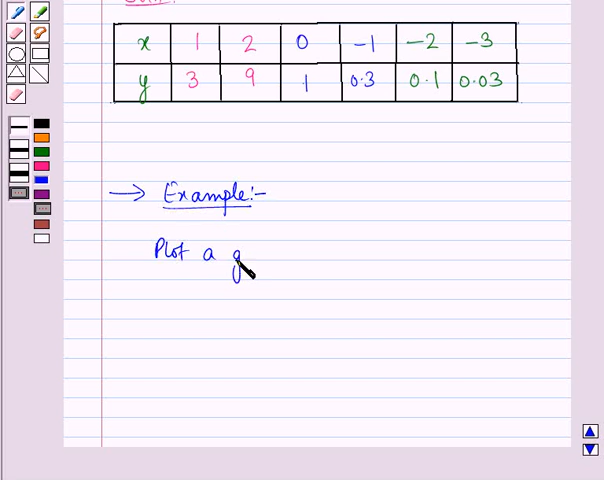 x 1 2 0 -1 -2 -3
y 3 9 1 0.3 0.1 0.03
→ Example:-
Plot a g